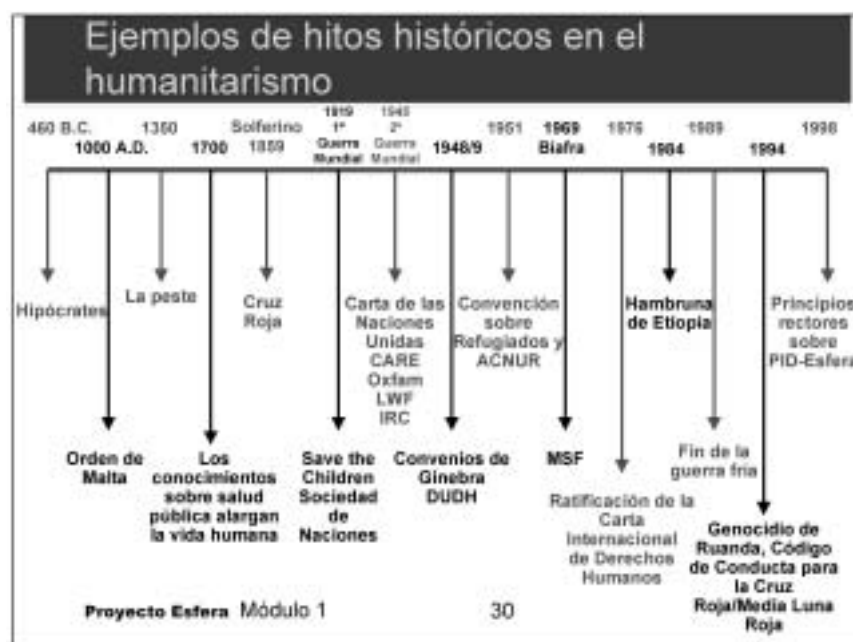 Ejemplos de hitos históricos en el
humanitarismo
460 B.C.
1000 A.D.
1350
1700
Solferino
1859
1919
1ª
Guerra
Mundial
1945
2ª
Guerra
Mundial
1948/9
1951
1969
Biafra
1976
1984
1989
1994
1998
Hipócrates
La peste
Cruz
Roja
Carta de las
Naciones
Unidas
CARE
Oxfam
LWF
IRC
Convención
sobre
Refugiados y
ACNUR
Hambruna
de Etiopia
Principios
rectores
sobre
PID-Esfera
Orden de
Malta
Los
conocimientos
sobre salud
pública alargan
la vida humana
Save the
Children
Sociedad
de
Naciones
Convenios de
Ginebra
DUDH
MSF
Ratificación de la
Carta
Internacional
de Derechos
Humanos
Fin de la
guerra fria
Genocidio de
Ruanda, Código
de Conducta para
la Cruz
Roja/Media Luna
Roja
Proyecto Esfera Módulo 1
30